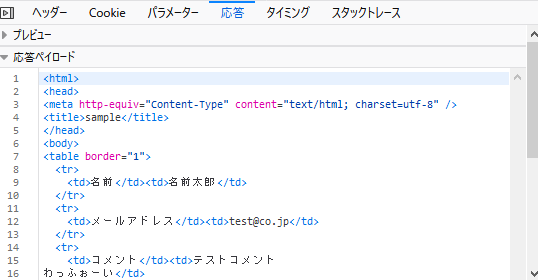 ヘッダー Cookie パラメーター 応答 タイミング スタックトレース
プレビュー
応答ペイロード
1 <html>
2 <head>
3 <meta http-equiv="Content-Type" content="text/html; charset=utf-8" />
4 <title>sample</title>
5 </head>
6 <body>
7 <table border="1">
8 <tr>
9 <td>名前</td><td>名前太郎</td>
10 </tr>
11 <tr>
12 <td>メールアドレス</td><td>test@co.jp</td>
13 </tr>
14 <tr>
15 <td>コメント</td><td>テストコメント
16 わっふぉーい</td>